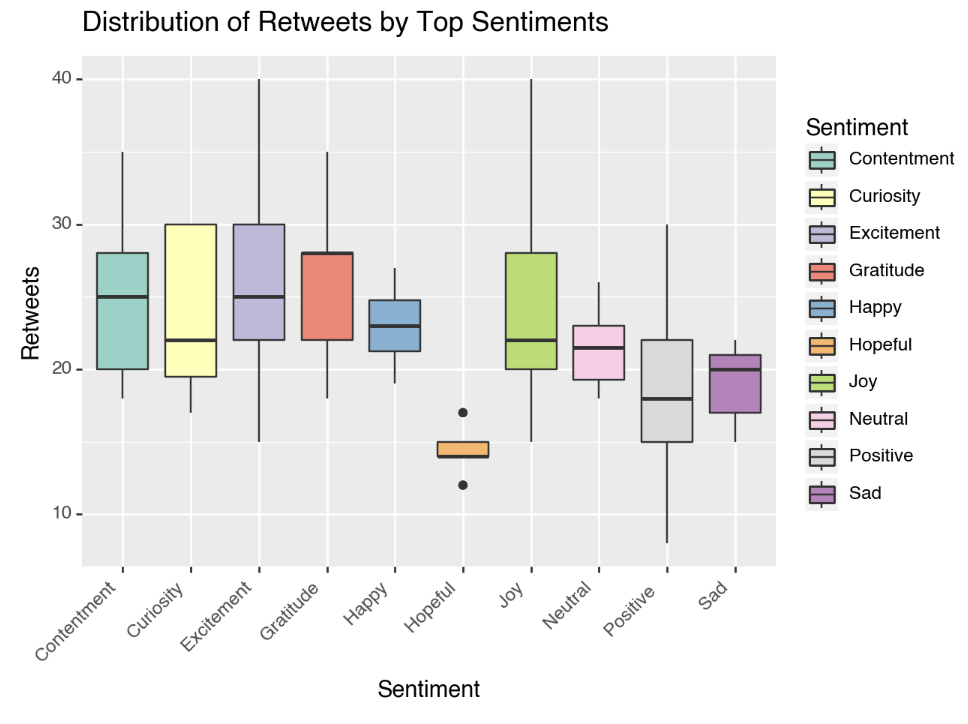 Distribution of Retweets by Top Sentiments
40
30
20
10
Retweets
Contentment
Curiosity
Excitement
Gratitude
Happy
Hopeful
Joy
Neutral
Positive
Sad
Sentiment
Sentiment
Contentment
Curiosity
Excitement
Gratitude
Happy
Hopeful
Joy
Neutral
Positive
Sad